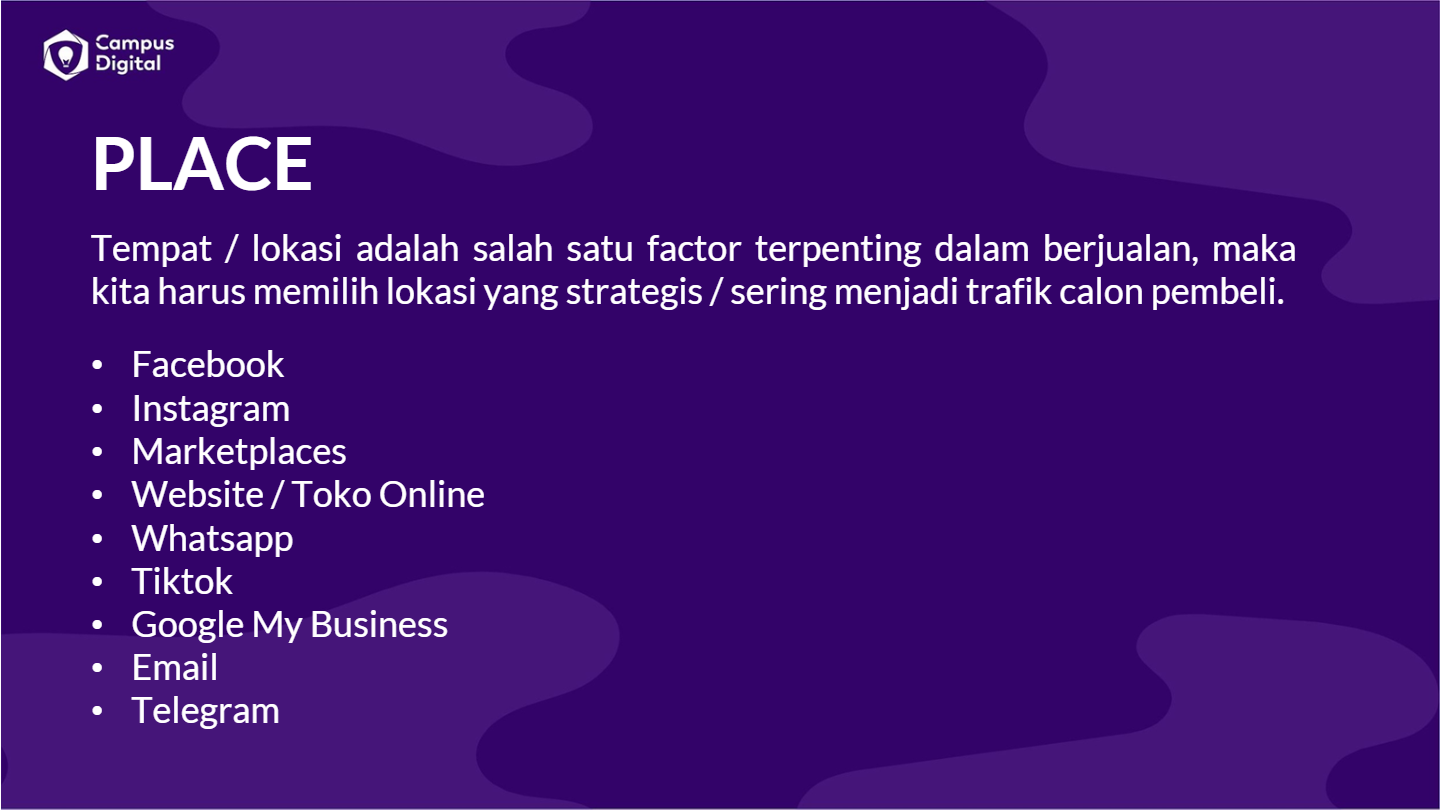 Campus
Digital
PLACE
Tempat / lokasi adalah salah satu factor terpenting dalam berjualan, maka
kita harus memilih lokasi yang strategis / sering menjadi trafik calon pembeli.
• Facebook
• Instagram
• Marketplaces
• Website / Toko Online
• Whatsapp
• Tiktok
• Google My Business
• Email
• Telegram